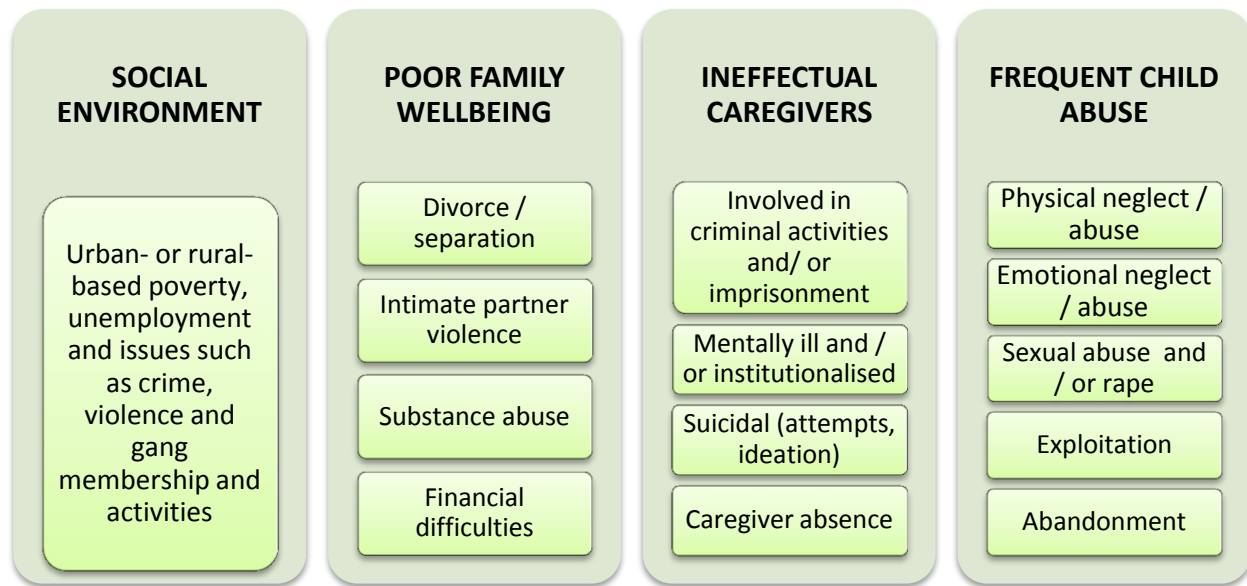 SOCIAL
ENVIRONMENT
Urban- or rural-
based poverty,
unemployment
and issues such
as crime,
violence and
gang
membership and
activities
POOR FAMILY
WELLBEING
Divorce /
separation
Intimate partner
violence
Substance abuse
Financial
difficulties
INEFFECTUAL
CAREGIVERS
Involved in
criminal activities
and/ or
imprisonment
Mentally ill and /
or institutionalised
Suicidal (attempts,
ideation)
Caregiver absence
FREQUENT CHILD
ABUSE
Physical neglect /
abuse
Emotional neglect
/ abuse
Sexual abuse  and
/ or rape
Exploitation
Abandonment